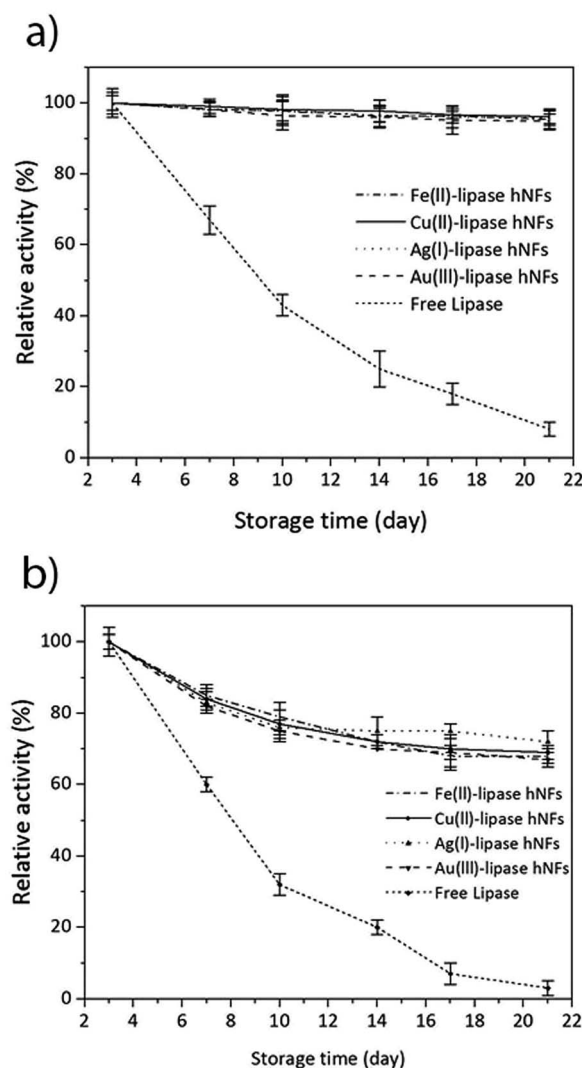 a)
Relative activity (%)
100
80
60
40
20
0
Fe(II)-lipase hNFs
Cu(II)-lipase hNFs
Ag(I)-lipase hNFs
Au(III)-lipase hNFs
Free Lipase
2 4 6 8 10 12 14 16 18 20 22
Storage time (day)
b)
Relative activity (%)
100
80
60
40
20
0
Fe(II)-lipase hNFs
Cu(II)-lipase hNFs
Ag(I)-lipase hNFs
Au(III)-lipase hNFs
Free Lipase
2 4 6 8 10 12 14 16 18 20 22
Storage time (day)